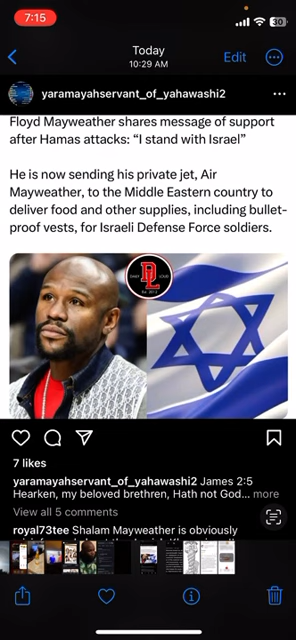 7:15
30
Today
10:29 AM
Edit
yaramayahservant_of_yahawashi2
Floyd Mayweather shares message of support
after Hamas attacks: “I stand with Israel”
He is now sending his private jet, Air
Mayweather, to the Middle Eastern country to
deliver food and other supplies, including bullet-
proof vests, for Israeli Defense Force soldiers.
DAILY DL LOUD
7 likes
yaramayahservant_of_yahawashi2 James 2:5
Hearken, my beloved brethren, Hath not God... more
View all 5 comments
royal73tee Shalam Mayweather is obviously